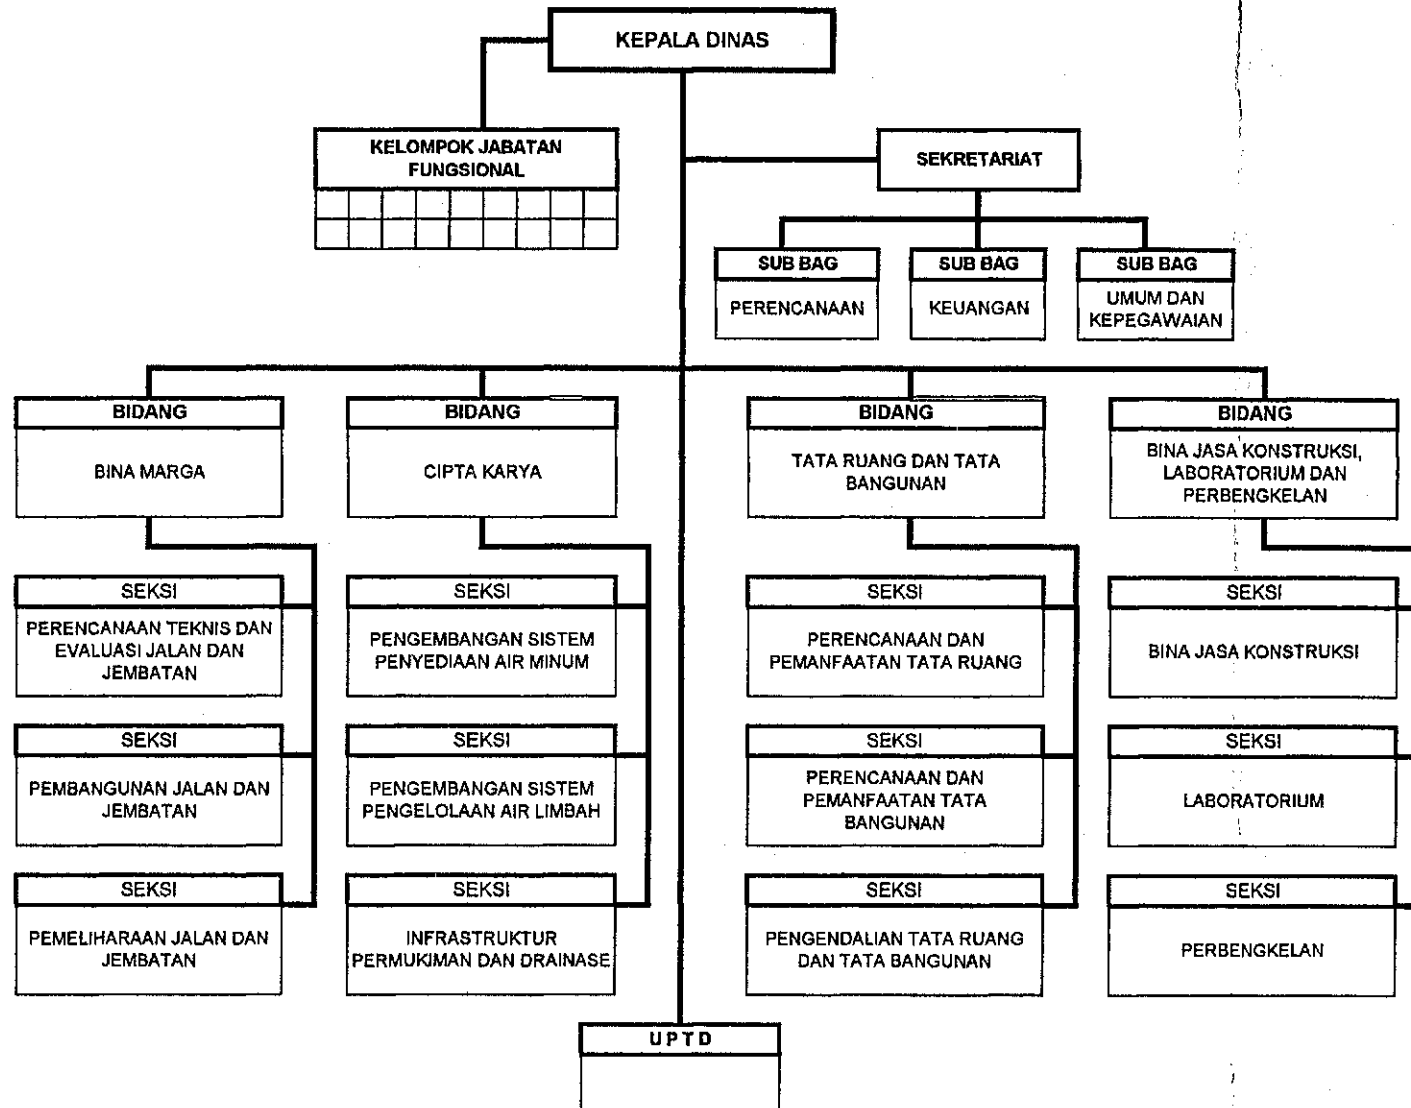 KEPALA DINAS
KELOMPOK JABATAN
FUNGSIONAL
SEKRETARIAT
SUB BAG
PERENCANAAN
SUB BAG
KEUANGAN
SUB BAG
UMUM DAN
KEPEGAWAIAN
BIDANG
BINA MARGA
BIDANG
CIPTA KARYA
BIDANG
TATA RUANG DAN TATA
BANGUNAN
BIDANG
BINA JASA KONSTRUKSI,
LABORATORIUM DAN
PERBENGKELAN
SEKSI
PERENCANAAN TEKNIS DAN
EVALUASI JALAN DAN
JEMBATAN
SEKSI
PENGEMBANGAN SISTEM
PENYEDIAAN AIR MINUM
SEKSI
PERENCANAAN DAN
PEMANFAATAN TATA RUANG
SEKSI
BINA JASA KONSTRUKSI
SEKSI
PEMBANGUNAN JALAN DAN
JEMBATAN
SEKSI
PENGEMBANGAN SISTEM
PENGELOLAAN AIR LIMBAH
SEKSI
PERENCANAAN DAN
PEMANFAATAN TATA
BANGUNAN
SEKSI
LABORATORIUM
SEKSI
PEMELIHARAAN JALAN DAN
JEMBATAN
SEKSI
INFRASTRUKTUR
PERMUKIMAN DAN DRAINASE
SEKSI
PENGENDALIAN TATA RUANG
DAN TATA BANGUNAN
SEKSI
PERBENGKELAN
UPTD